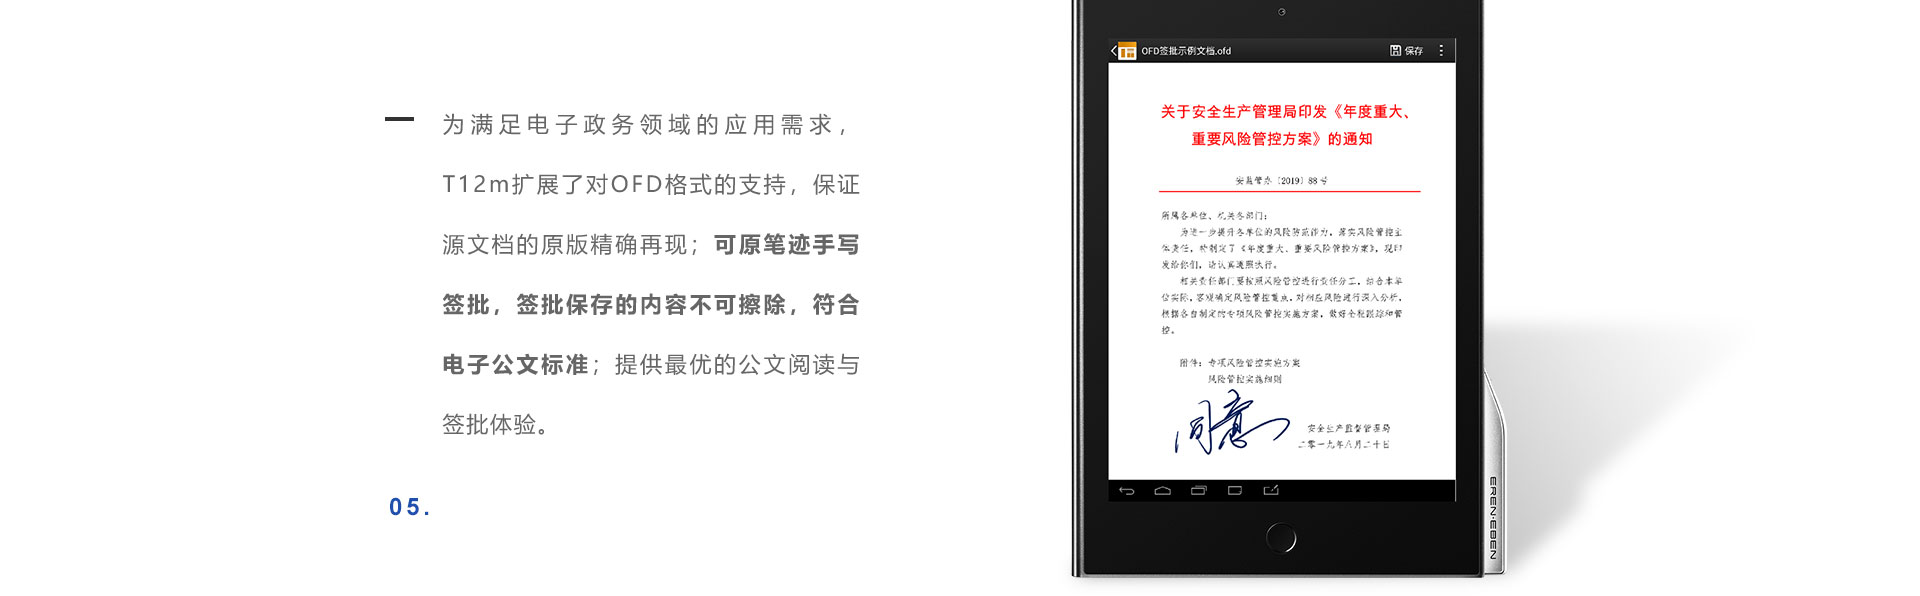 为满足电子政务领域的应用需求，
T12m扩展了对OFD格式的支持，保证
源文档的原版精确再现；可原笔迹手写
签批，签批保存的内容不可擦除，符合
电子公文标准；提供最优的公文阅读与
签批体验。
05.
OFD签批示例文档.ofd
保存
关于安全生产管理局印发《年度重大、
重要风险管控方案》的通知
安监管办〔2019〕88号
所属各单位、机关各部门：
为进一步提升各单位的风险防范能力，落实风险管控主
体责任，特制定了《年度重大、重要风险管控方案》，现印
发给你们，请认真遵照执行。
相关责任部门要按照风险管控进行责任分工，结合本单
位实际，客观确定风险管控重点，对相应风险进行深入分析，
根据各自制定的专项风险管控实施方案，做好全程跟踪和管
控。
附件：专项风险管控实施方案
风险管控实施细则
同意
安全生产监督管理局
二零一九年八月二十日
EREN·EBEN